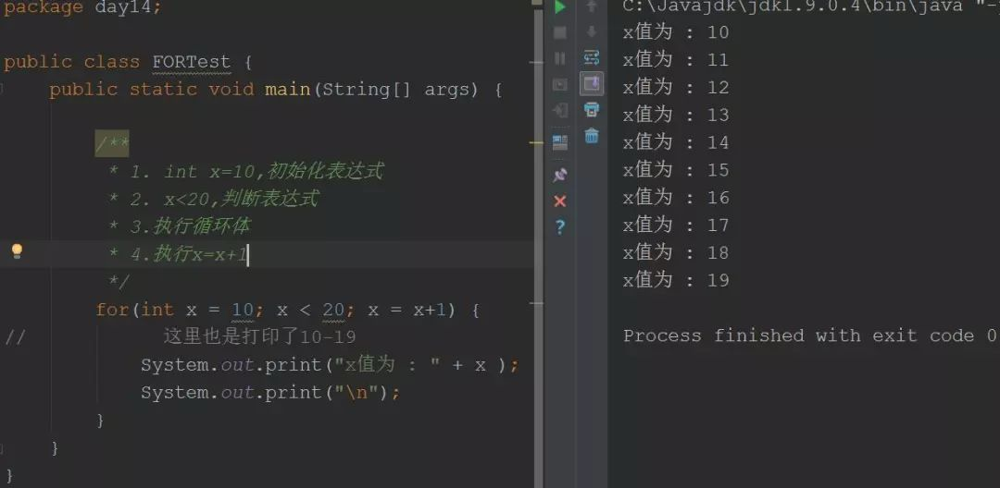 package day14;
public class FORTest {
public static void main(String[] args) {
/**
* 1. int x=10,初始化表达式
* 2. x<20,判断表达式
* 3.执行循环体
* 4.执行x=x+1
*/
for(int x = 10; x < 20; x = x+1) {
// 这里也是打印了10-19
System.out.print("x值为 : " + x );
System.out.print("\n");
}
}
}
C:\Javajdk\jdk1.9.0.4\bin\java "-
x值为 : 10
x值为 : 11
x值为 : 12
x值为 : 13
x值为 : 14
x值为 : 15
x值为 : 16
x值为 : 17
x值为 : 18
x值为 : 19
Process finished with exit code 0